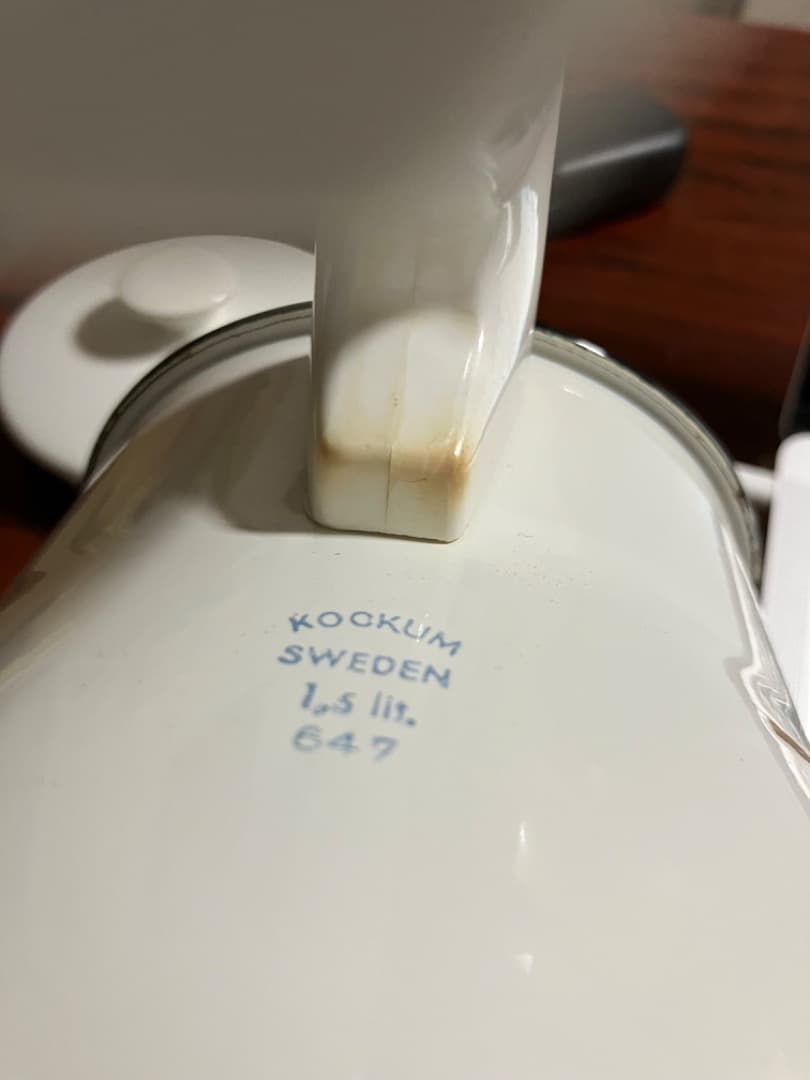 KOCKUM
SWEDEN
1,5 lit.
647